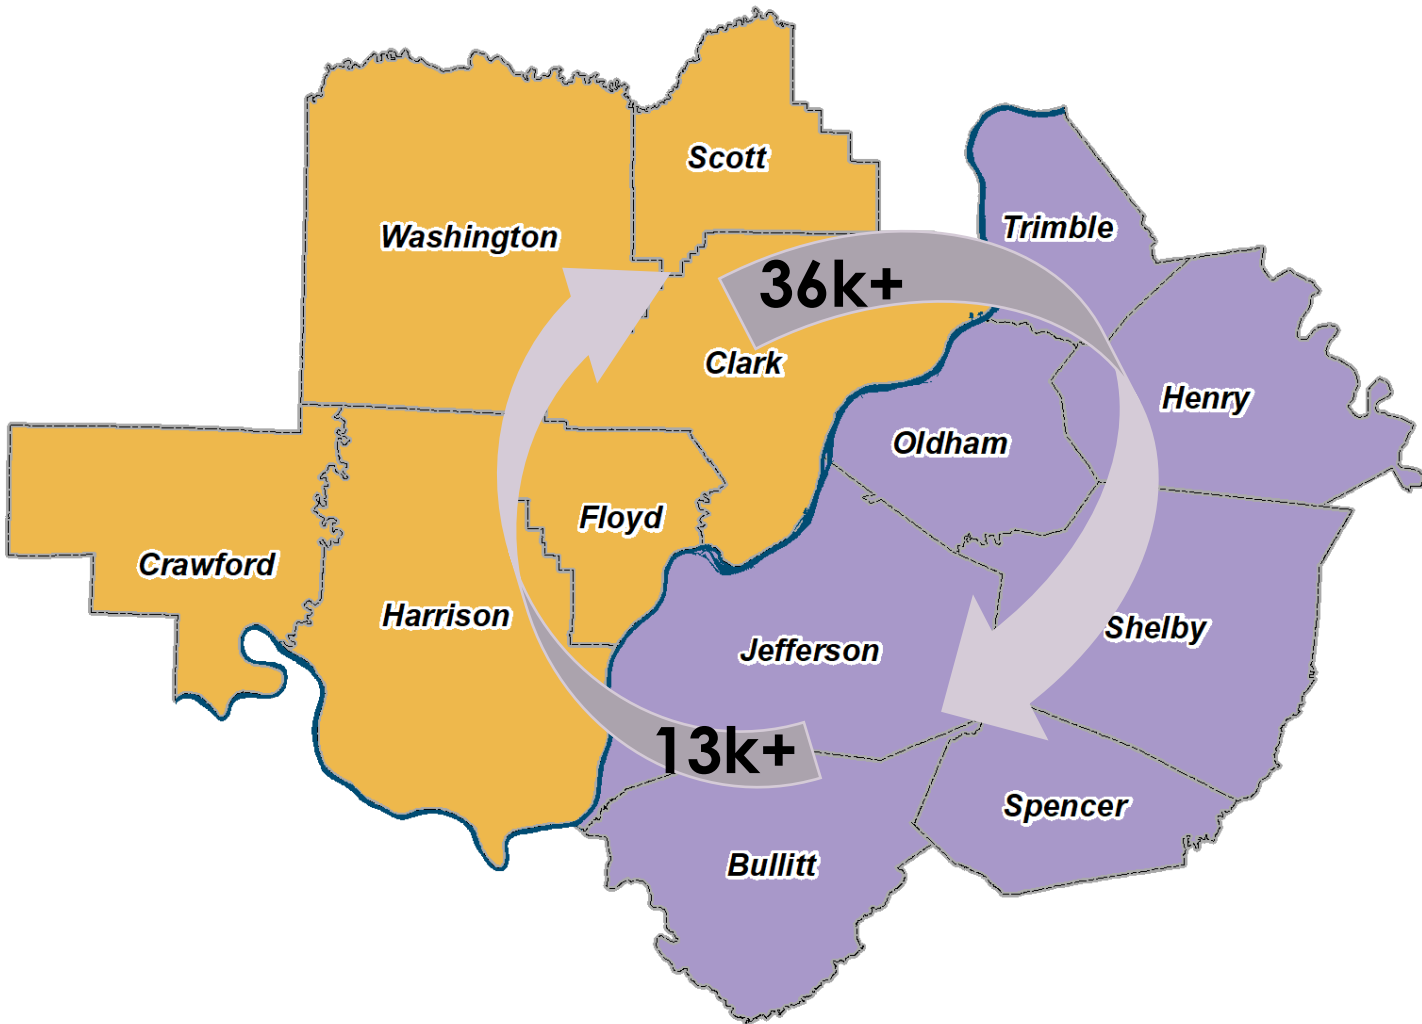 Scott
Trimble
Washington
36k+
Clark
Henry
Oldham
Floyd
Crawford
Harrison
Shelby
Jefferson
13k+
Spencer
Bullitt